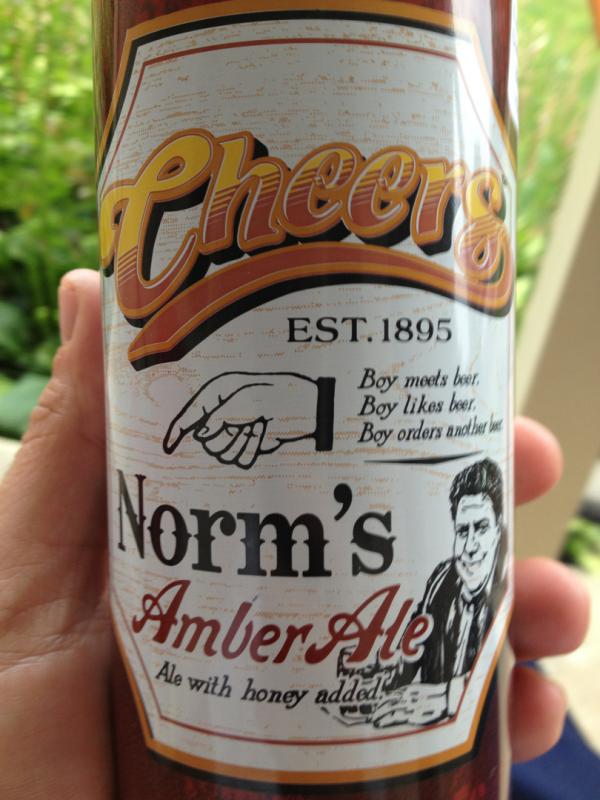 Cheers
EST. 1895
Boy meets beer.
Boy likes beer.
Boy orders another beer.
Norm's
Amber Ale
Ale with honey added.